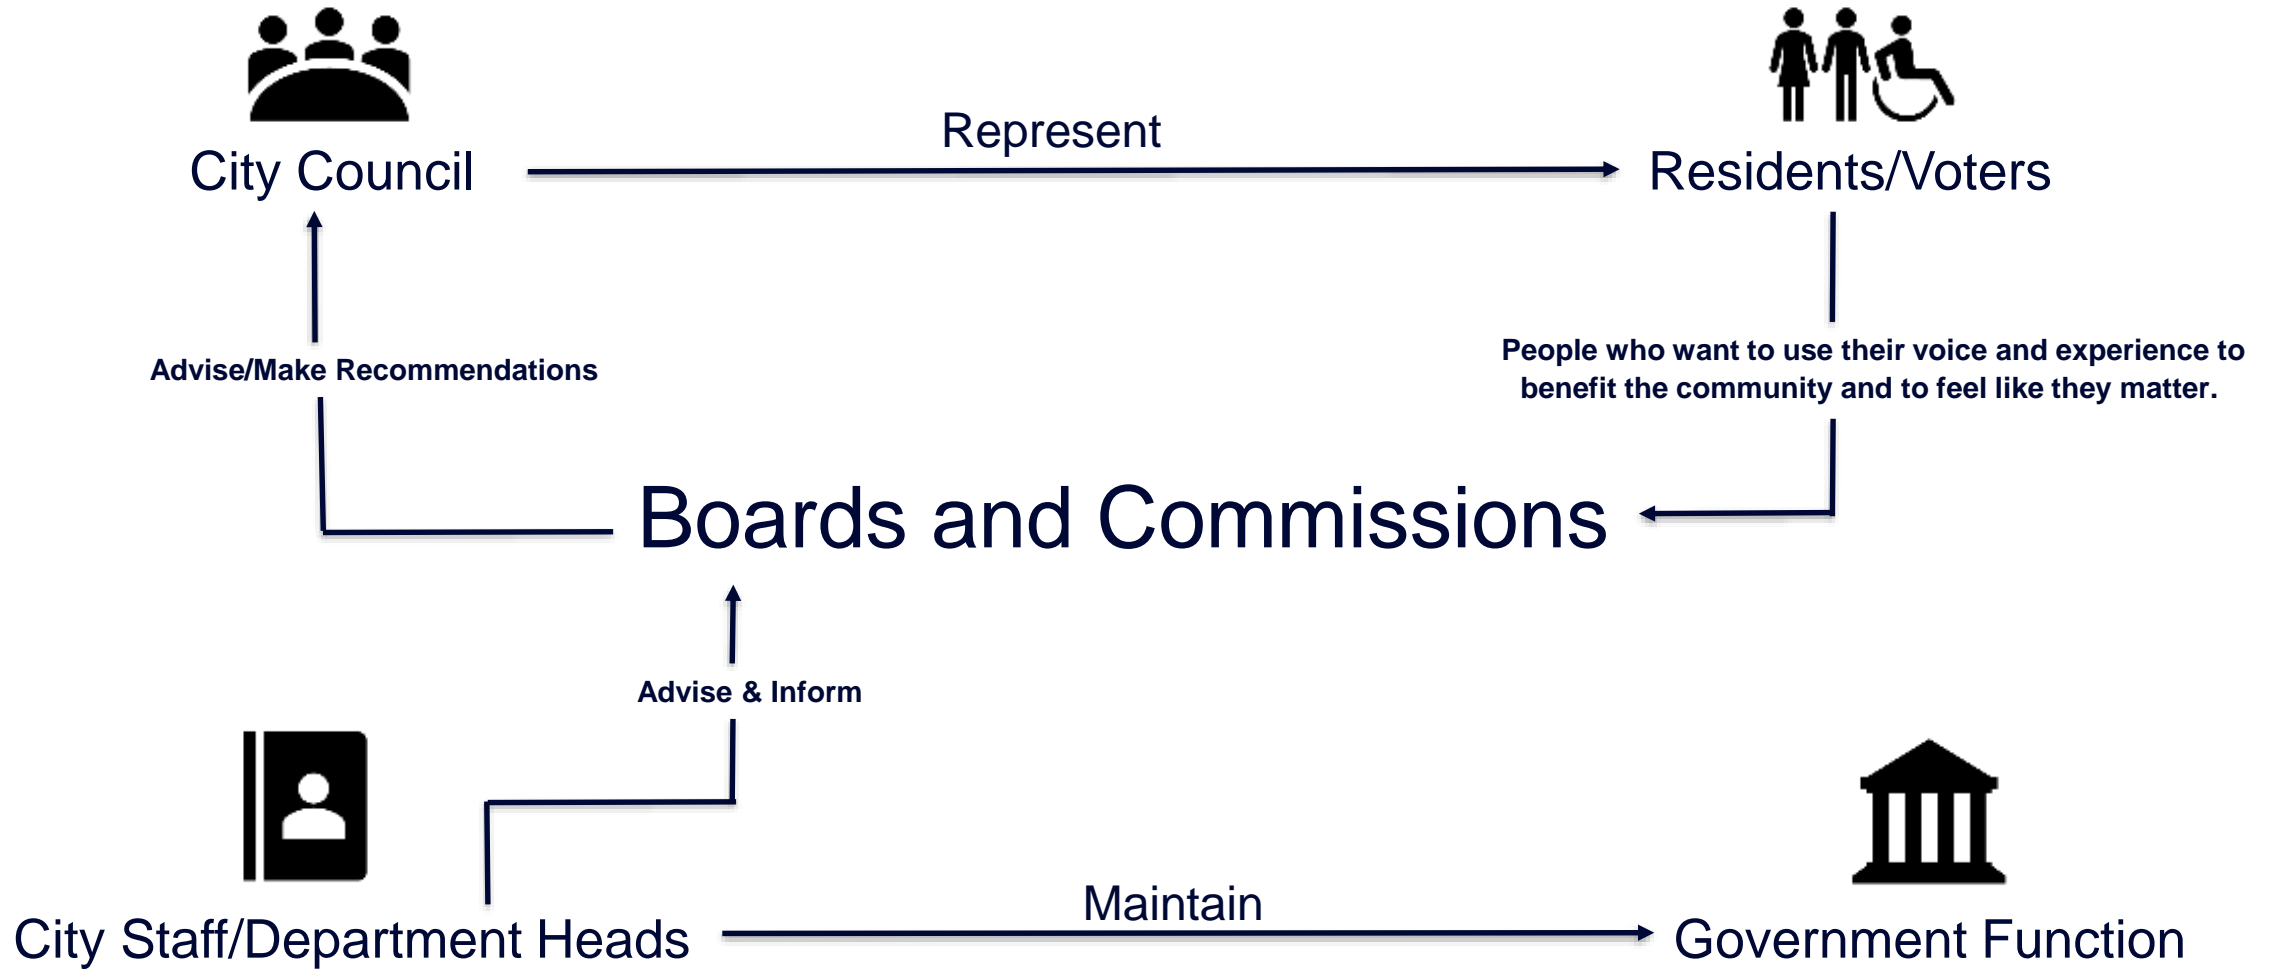 Represent
City Council
Residents/Voters
People who want to use their voice and experience to
benefit the community and to feel like they matter.
Advise/Make Recommendations
Boards and Commissions
Advise & Inform
Maintain
City Staff/Department Heads
Government Function